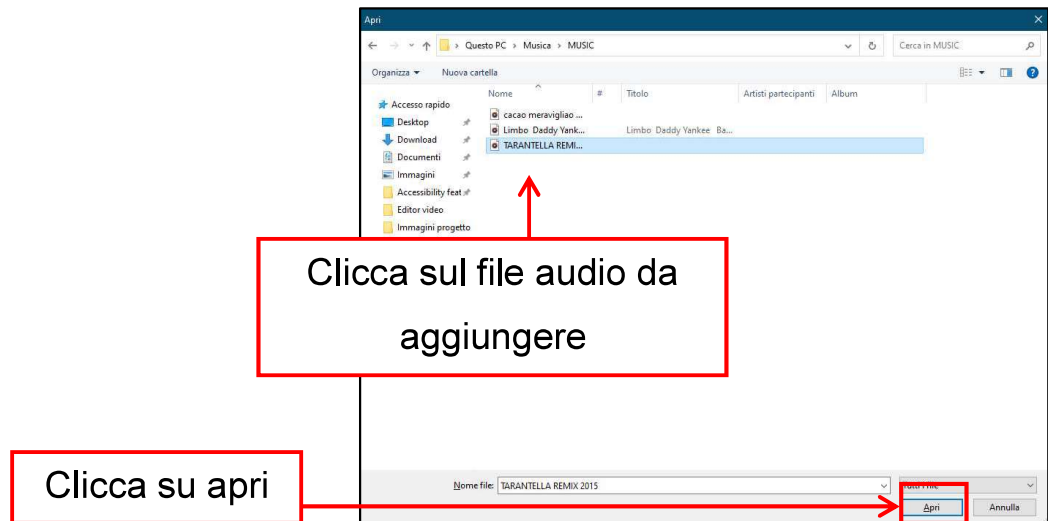 Apri
Questo PC > Musica > MUSIC
Cerca in MUSIC
Organizza
Nuova cartella
Nome # Titolo Artisti partecipanti Album
Accesso rapido
cacao meravigliao ...
Desktop
Limbo Daddy Yank... Limbo Daddy Yankee Ba...
Download
TARANTELLA REMI...
Documenti
Immagini
Accessibility feat
Editor video
Immagini progetto
Clicca sul file audio da
aggiungere
Clicca su apri
Nome file: TARANTELLA REMIX 2015
Apri Annulla